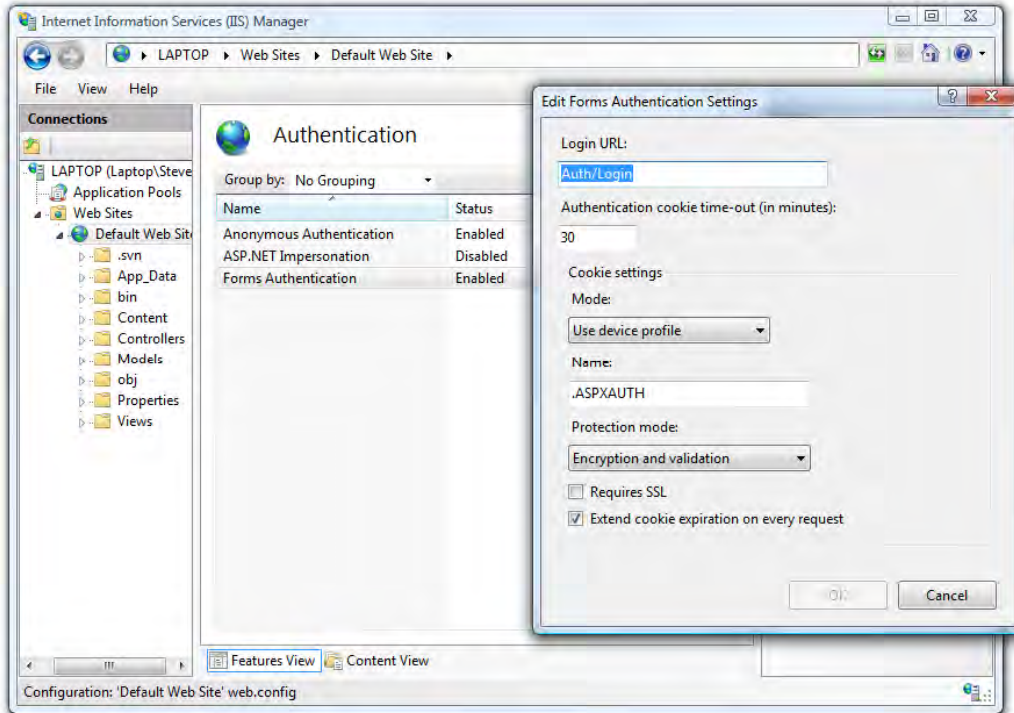 Internet Information Services (IIS) Manager
LAPTOP Web Sites Default Web Site
File View Help
Connections
LAPTOP (Laptop\Steve
Application Pools
Web Sites
Default Web Sit
.svn
App_Data
bin
Content
Controllers
Models
obj
Properties
Views
Authentication
Group by: No Grouping
Name Status
Anonymous Authentication Enabled
ASP.NET Impersonation Disabled
Forms Authentication Enabled
Features View Content View
Configuration: 'Default Web Site' web.config
Edit Forms Authentication Settings
Login URL:
Auth/Login
Authentication cookie time-out (in minutes):
30
Cookie settings
Mode:
Use device profile
Name:
.ASPXAUTH
Protection mode:
Encryption and validation
Requires SSL
Extend cookie expiration on every request
OK Cancel